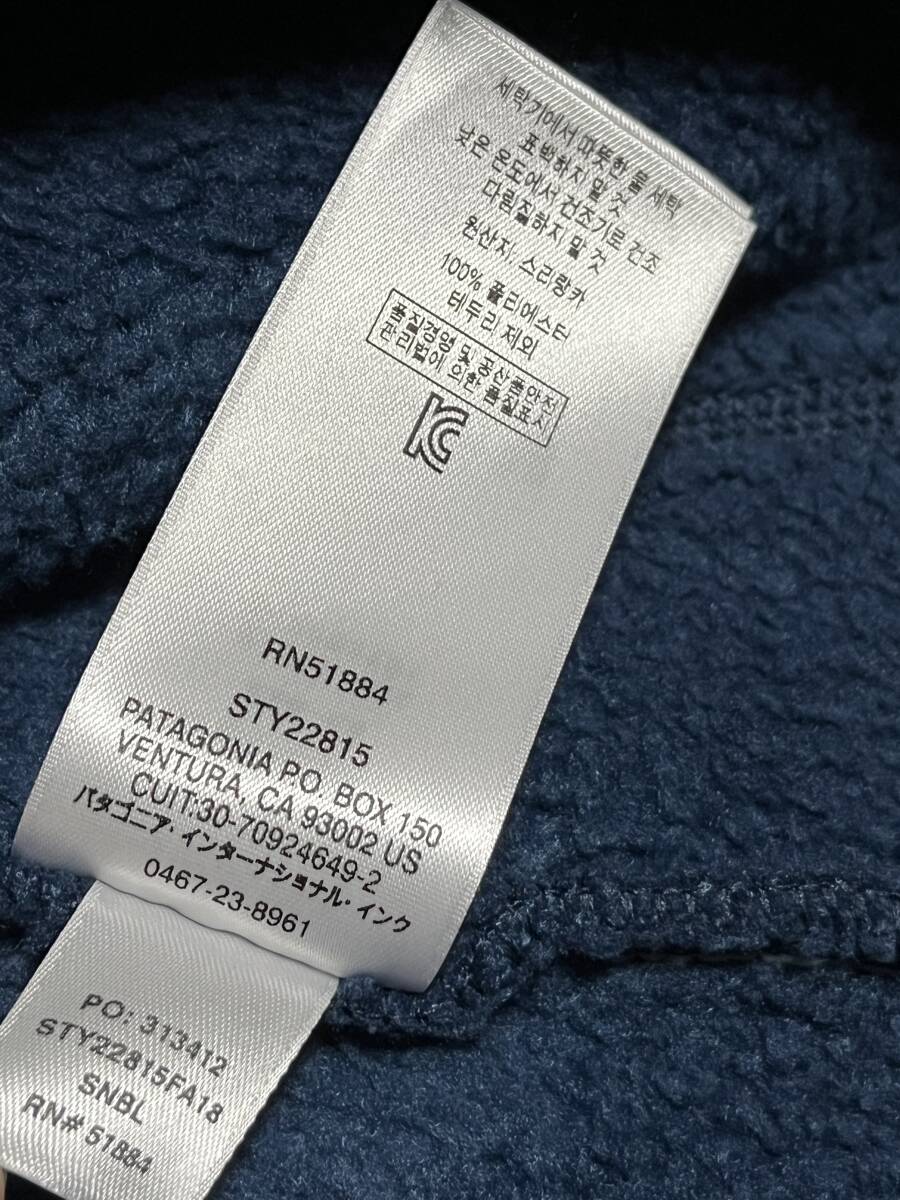 세탁기에서 따뜻한 물 세탁
표백하지 말 것
낮은 온도에서 건조기로 건조
다림질하지 말 것
원산지. 스리랑카
100% 폴리에스터
테두리 제외
품질경영 및 공산품안전
관리법에 의한 품질표시
RN51884
STY22815
PATAGONIA PO. BOX 150
VENTURA, CA 93002 US
CUIT:30-70924649-2
パタゴニア・インターナショナル・インク
0467-23-8961
PO: 313412
STY22815FA18
SNBL
RN# 51884